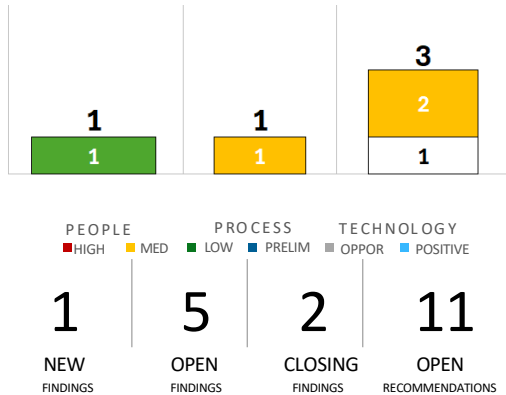 3
2
1 1
1 1 1
PEOPLE PROCESS TECHNOLOGY
HIGH MED LOW PRELIM OPPOR POSITIVE
1 5 2 11
NEW OPEN CLOSING OPEN
FINDINGS FINDINGS FINDINGS RECOMMENDATIONS